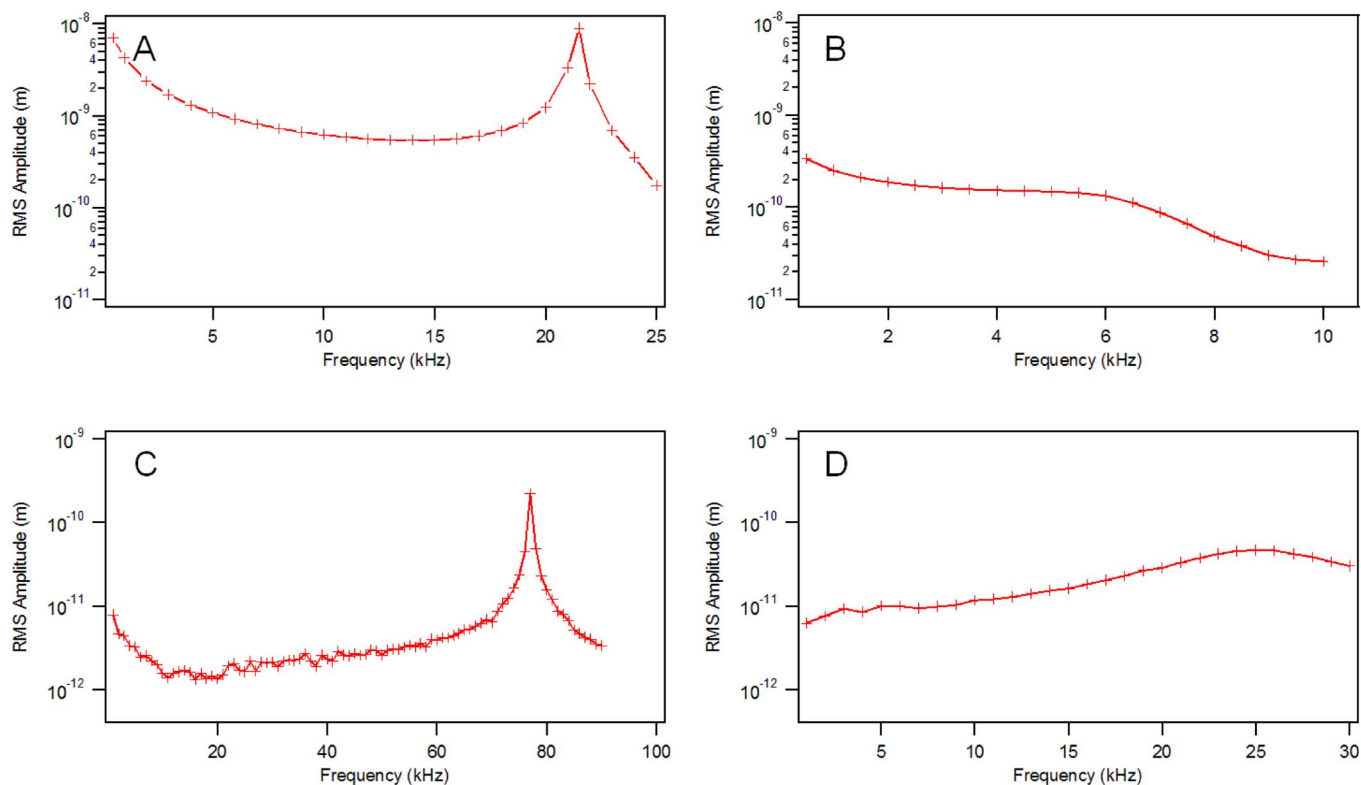 A
10⁻⁸
6
4
2
10⁻⁹
6
4
2
10⁻¹⁰
6
4
2
10⁻¹¹
RMS Amplitude (m)
5 10 15 20 25
Frequency (kHz)
B
10⁻⁸
6
4
2
10⁻⁹
6
4
2
10⁻¹⁰
6
4
2
10⁻¹¹
RMS Amplitude (m)
2 4 6 8 10
Frequency (kHz)
C
10⁻⁹
10⁻¹⁰
10⁻¹¹
10⁻¹²
RMS Amplitude (m)
20 40 60 80 100
Frequency (kHz)
D
10⁻⁹
10⁻¹⁰
10⁻¹¹
10⁻¹²
RMS Amplitude (m)
5 10 15 20 25 30
Frequency (kHz)